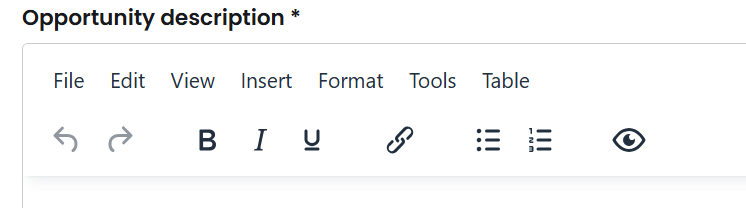 Opportunity description *
File Edit View Insert Format Tools Table
B I U